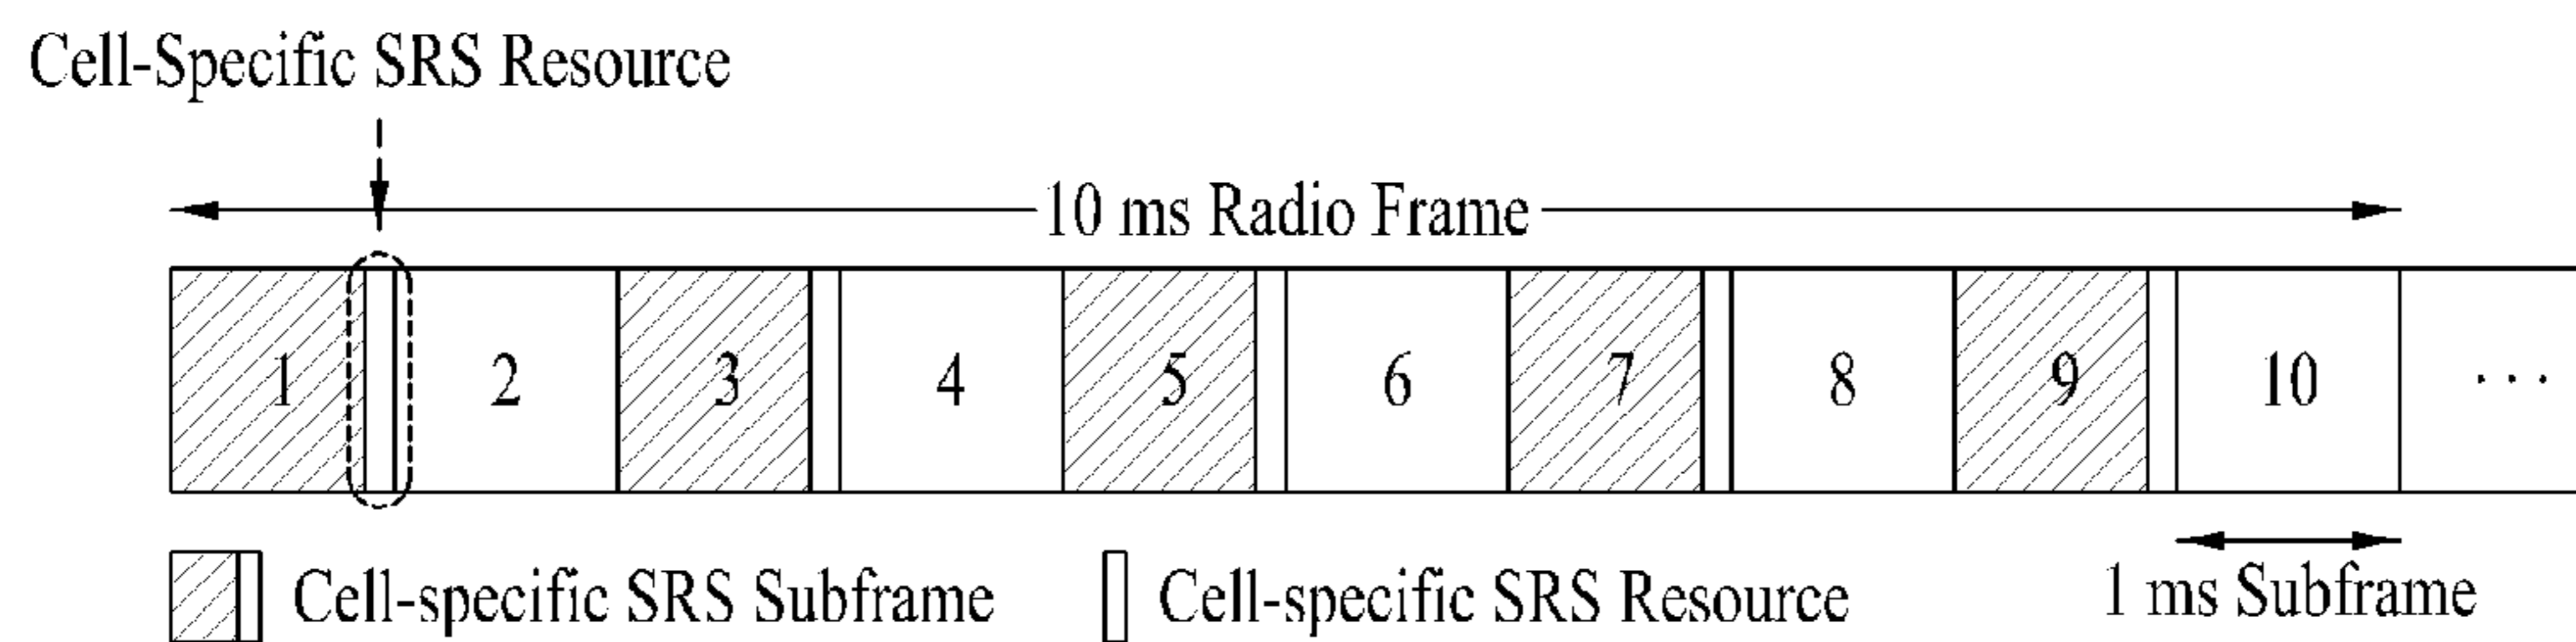 Cell-Specific SRS Resource
10 ms Radio Frame
1 2 3 4 5 6 7 8 9 10 ...
Cell-specific SRS Subframe Cell-specific SRS Resource 1 ms Subframe